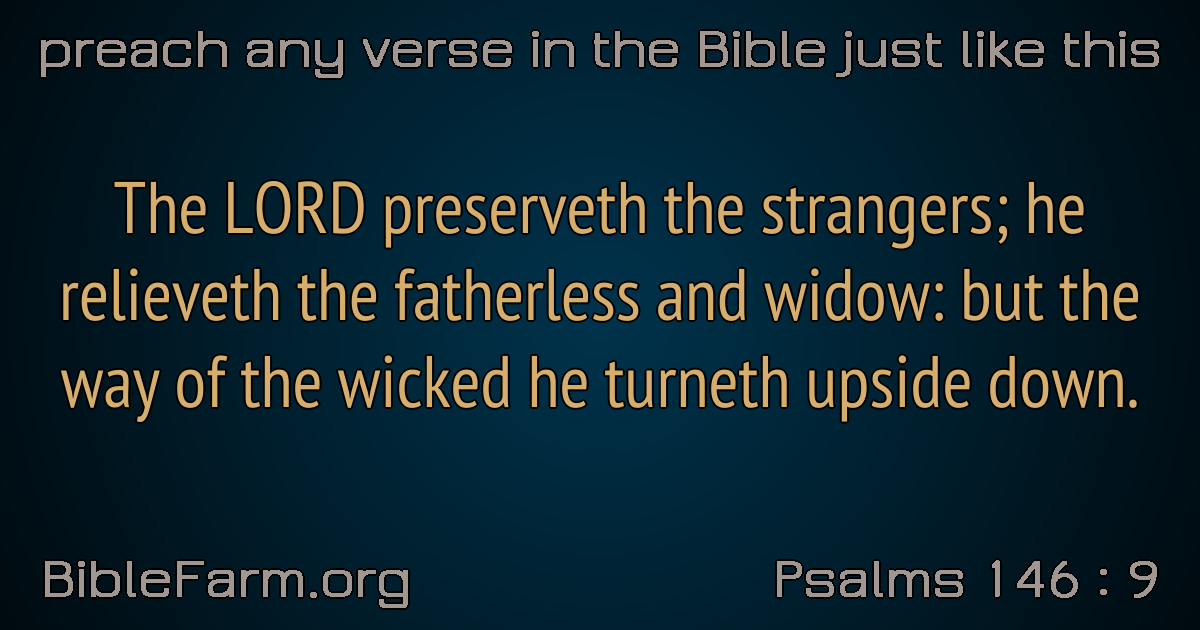 preach any verse in the Bible just like this
The LORD preserveth the strangers; he
relieveth the fatherless and widow: but the
way of the wicked he turneth upside down.
BibleFarm.org
Psalms 146 : 9